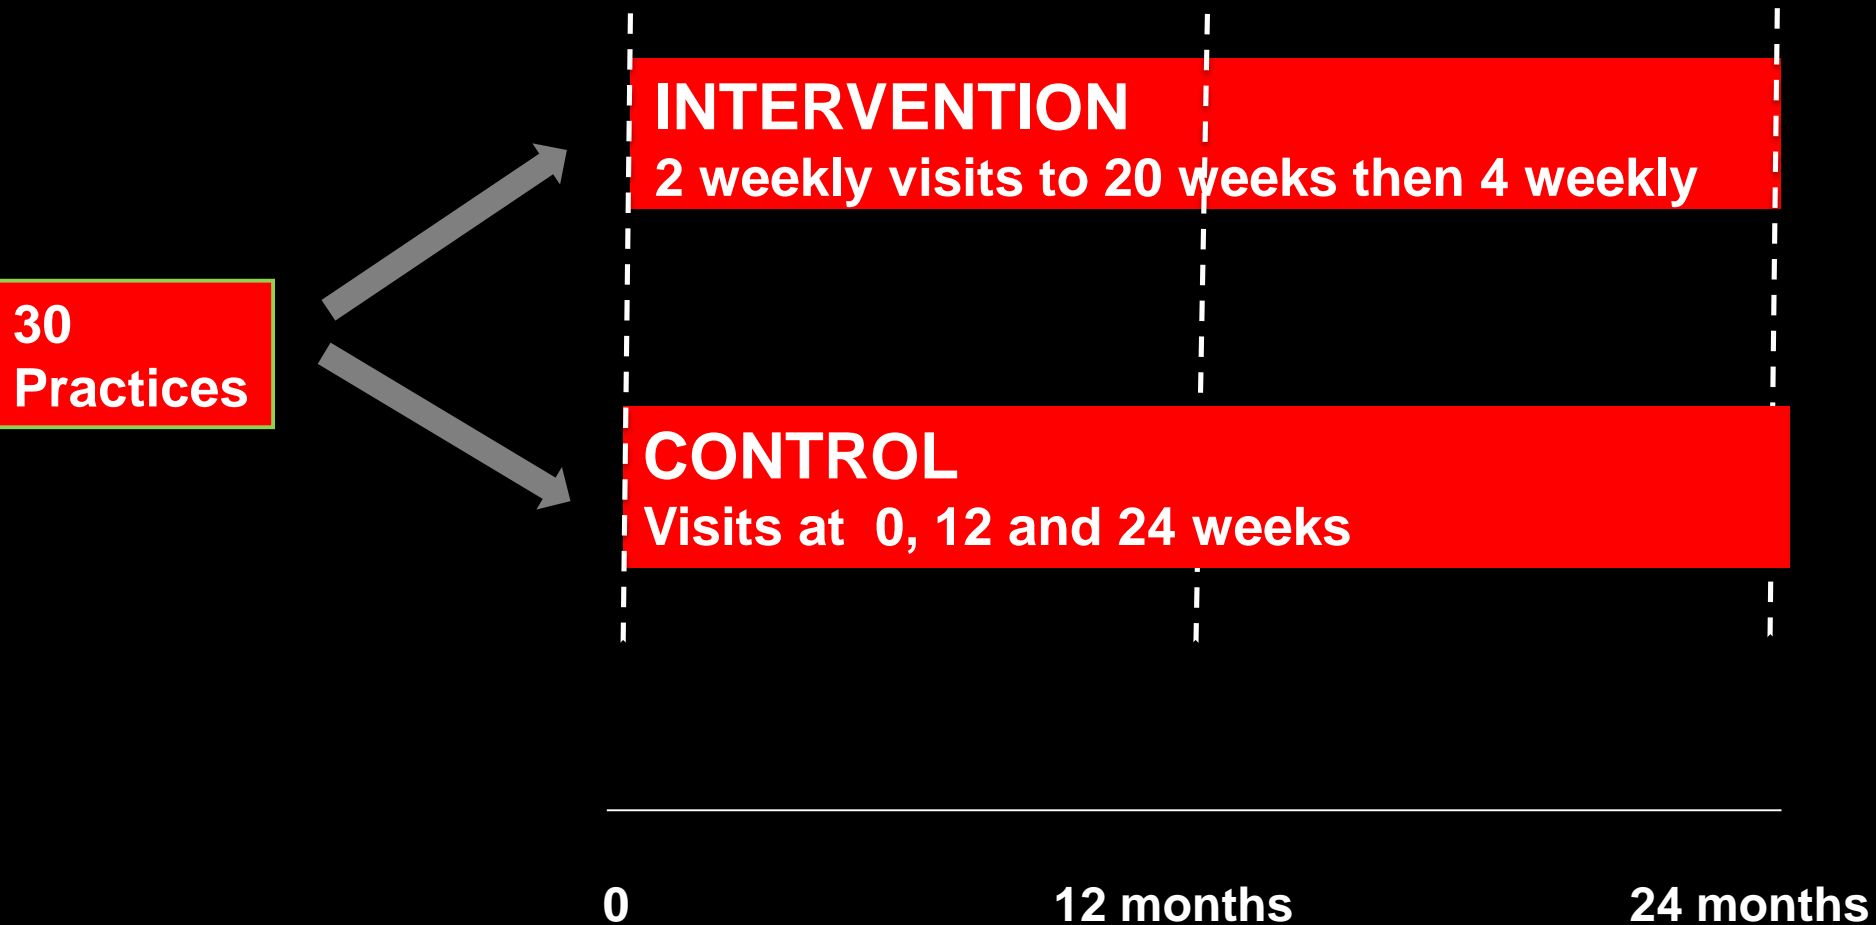 INTERVENTION
2 weekly visits to 20 weeks then 4 weekly
30
Practices
CONTROL
Visits at 0, 12 and 24 weeks
0
12 months
24 months